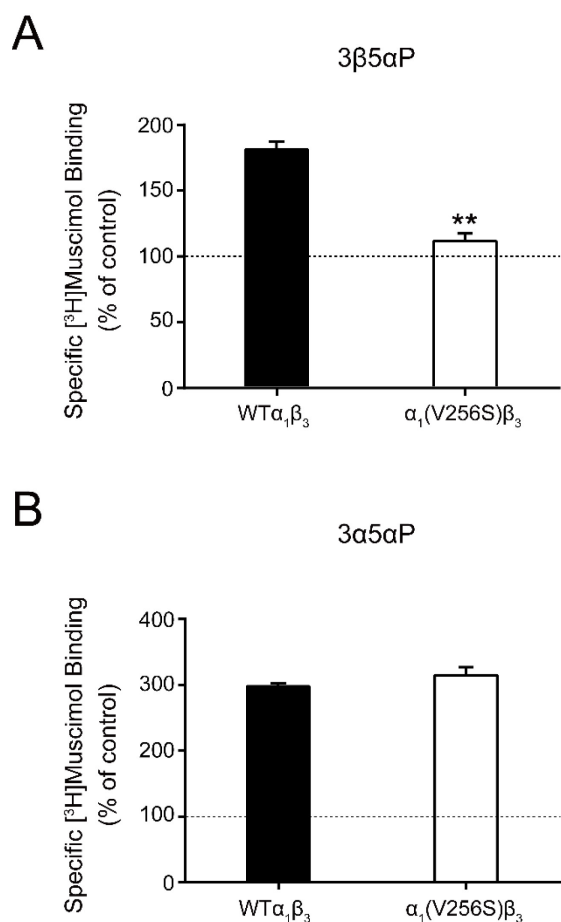 A
3β5αP
Specific [³H]Muscimol Binding
(% of control)
200
150
100
50
0
**
WTα₁β₃
α₁(V256S)β₃
B
3α5αP
Specific [³H]Muscimol Binding
(% of control)
400
300
200
100
0
WTα₁β₃
α₁(V256S)β₃